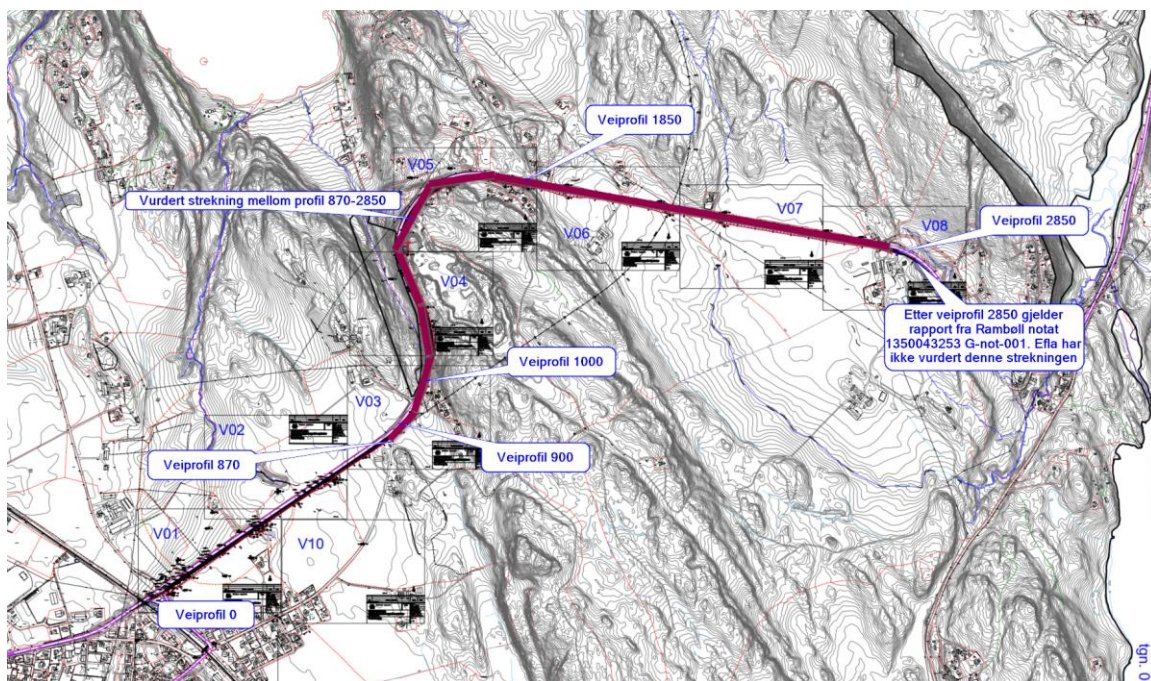 Veiprofil 1850
V05
Vurdert strekning mellom profil 870-2850
V07
V06
V08
Veiprofil 2850
V04
Etter veiprofil 2850 gjelder
rapport fra Rambøll notat
1350043253 G-not-001. Efla har
ikke vurdert denne strekningen
Veiprofil 1000
V03
V02
Veiprofil 870
Veiprofil 900
V01
V10
Veiprofil 0
tgn. 0